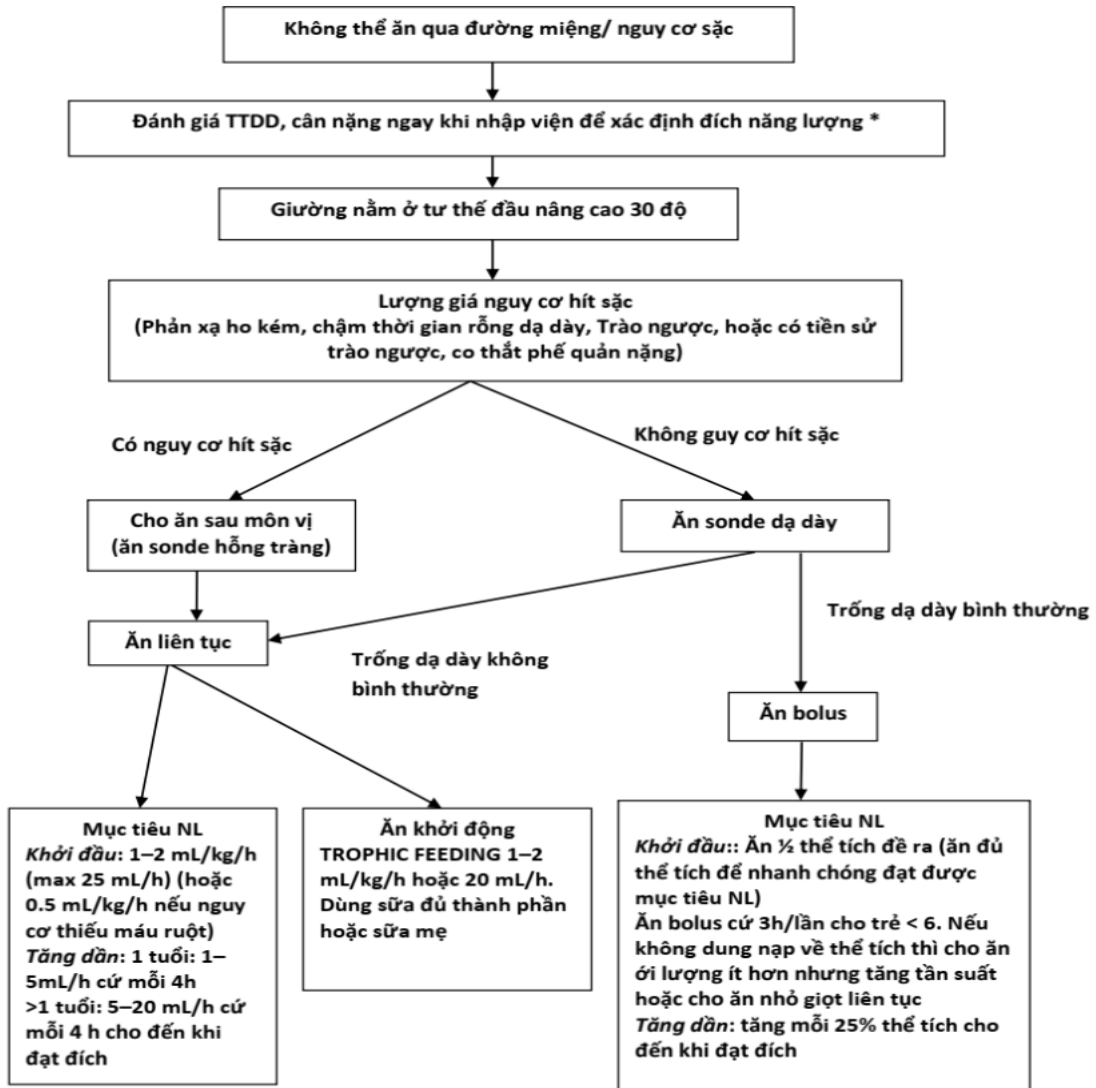 Không thể ăn qua đường miệng/ nguy cơ sặc
Đánh giá TTDD, cân nặng ngay khi nhập viện để xác định đích năng lượng *
Giường nằm ở tư thế đầu nâng cao 30 độ
Lượng giá nguy cơ hít sặc
(Phản xạ ho kém, chậm thời gian rỗng dạ dày, Trào ngược, hoặc có tiền sử
trào ngược, co thắt phế quản nặng)
Có nguy cơ hít sặc
Không guy cơ hít sặc
Cho ăn sau môn vị
(ăn sonde hỗng tràng)
Ăn sonde dạ dày
Ăn liên tục
Trống dạ dày không
bình thường
Trống dạ dày bình thường
Ăn bolus
Mục tiêu NL
Khởi đầu: 1–2 mL/kg/h
(max 25 mL/h) (hoặc
0.5 mL/kg/h nếu nguy
cơ thiếu máu ruột)
Tăng dần: 1 tuổi: 1–
5mL/h cứ mỗi 4h
>1 tuổi: 5–20 mL/h cứ
mỗi 4 h cho đến khi
đạt đích
Ăn khởi động
TROPHIC FEEDING 1–2
mL/kg/h hoặc 20 mL/h.
Dùng sữa đủ thành phần
hoặc sữa mẹ
Mục tiêu NL
Khởi đầu:: Ăn ½ thể tích đề ra (ăn đủ
thể tích để nhanh chóng đạt được
mục tiêu NL)
Ăn bolus cứ 3h/lần cho trẻ < 6. Nếu
không dung nạp về thể tích thì cho ăn
ới lượng ít hơn nhưng tăng tần suất
hoặc cho ăn nhỏ giọt liên tục
Tăng dần: tăng mỗi 25% thể tích cho
đến khi đạt đích